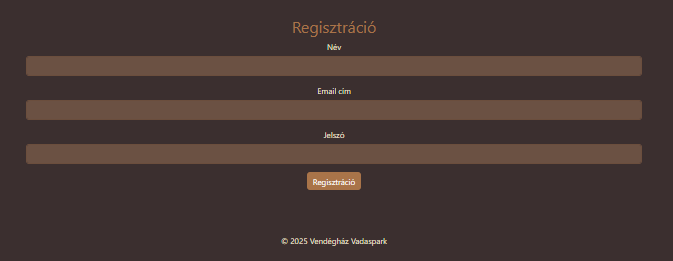 Regisztráció
Név
Email cím
Jelszó
Regisztráció
© 2025 Vendégház Vadaspark